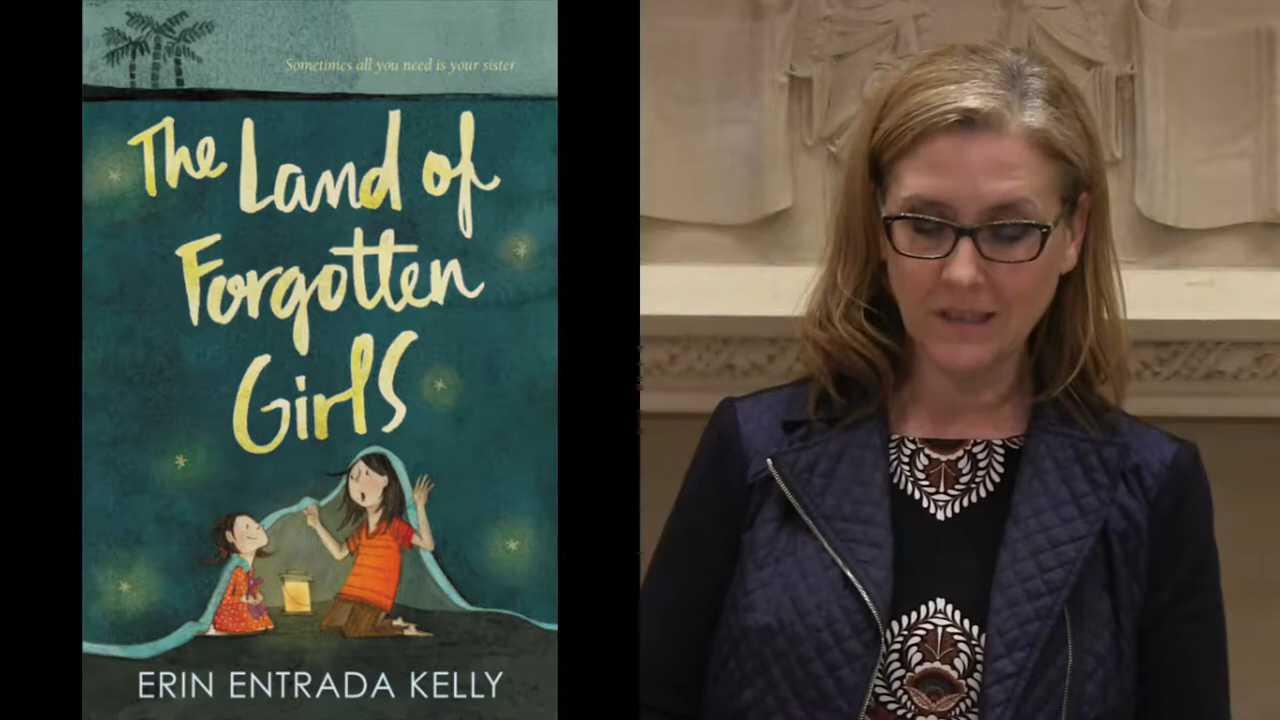 Sometimes all you need is your sister
The Land of
Forgotten
Girls
ERIN ENTRADA KELLY